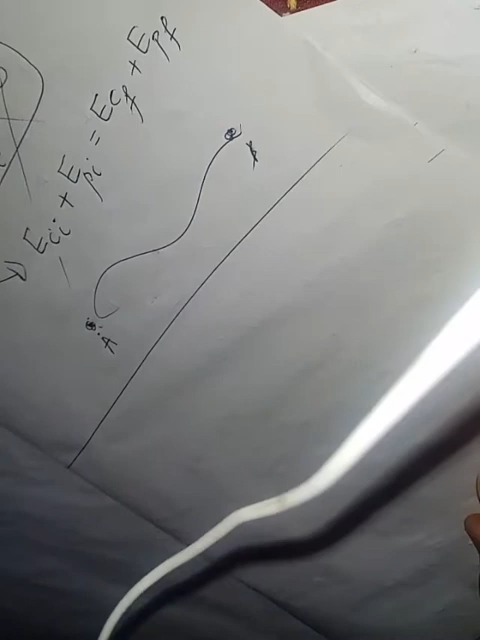 Eci + Epi = Ecf + Epf
A